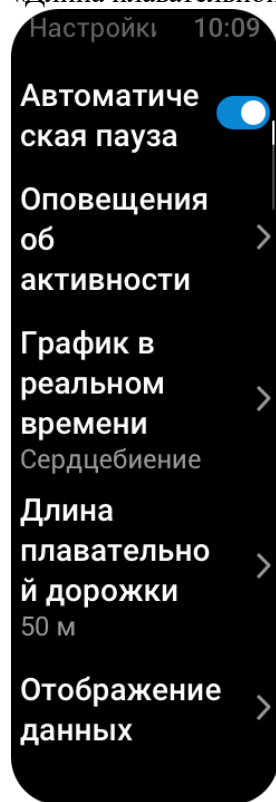 Настройки 10:09
Автоматиче
ская пауза
Оповещения
об
активности
График в
реальном
времени
Сердцебиение
Длина
плавательно
й дорожки
50 м
Отображение
данных